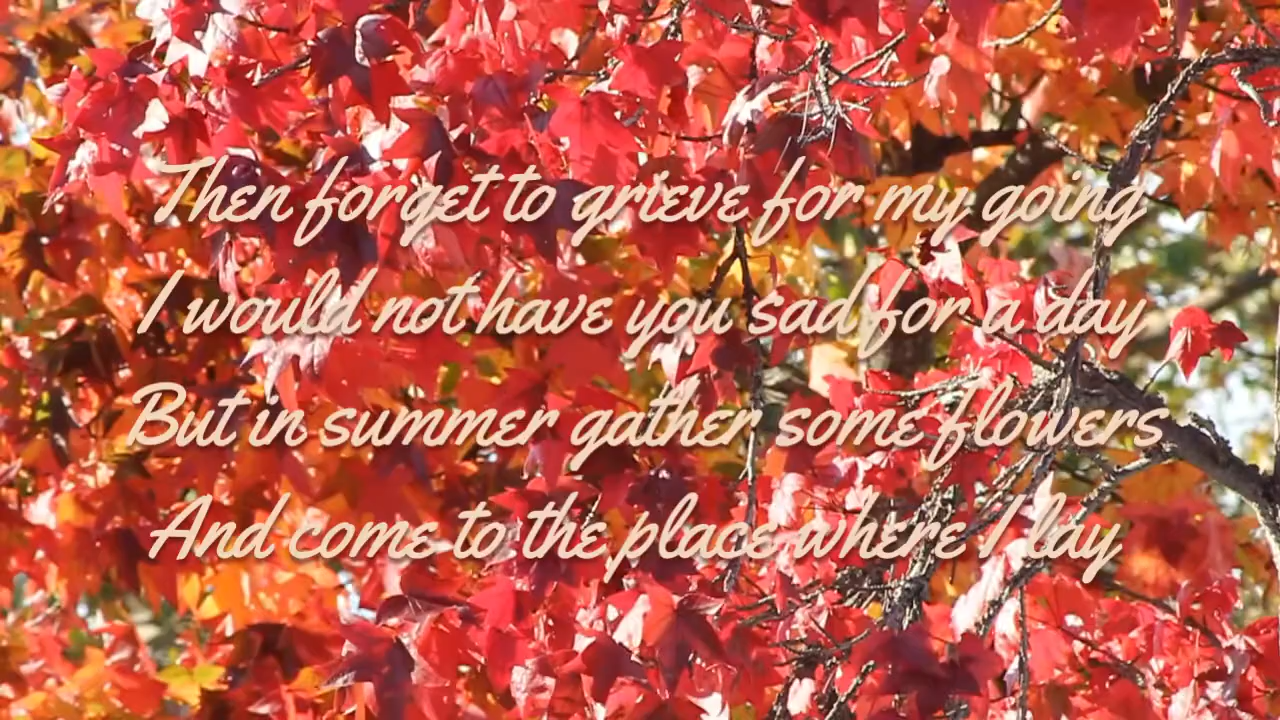 Then forget to grieve for my going
I would not have you sad for a day
But in summer gather some flowers
And come to the place where I lay